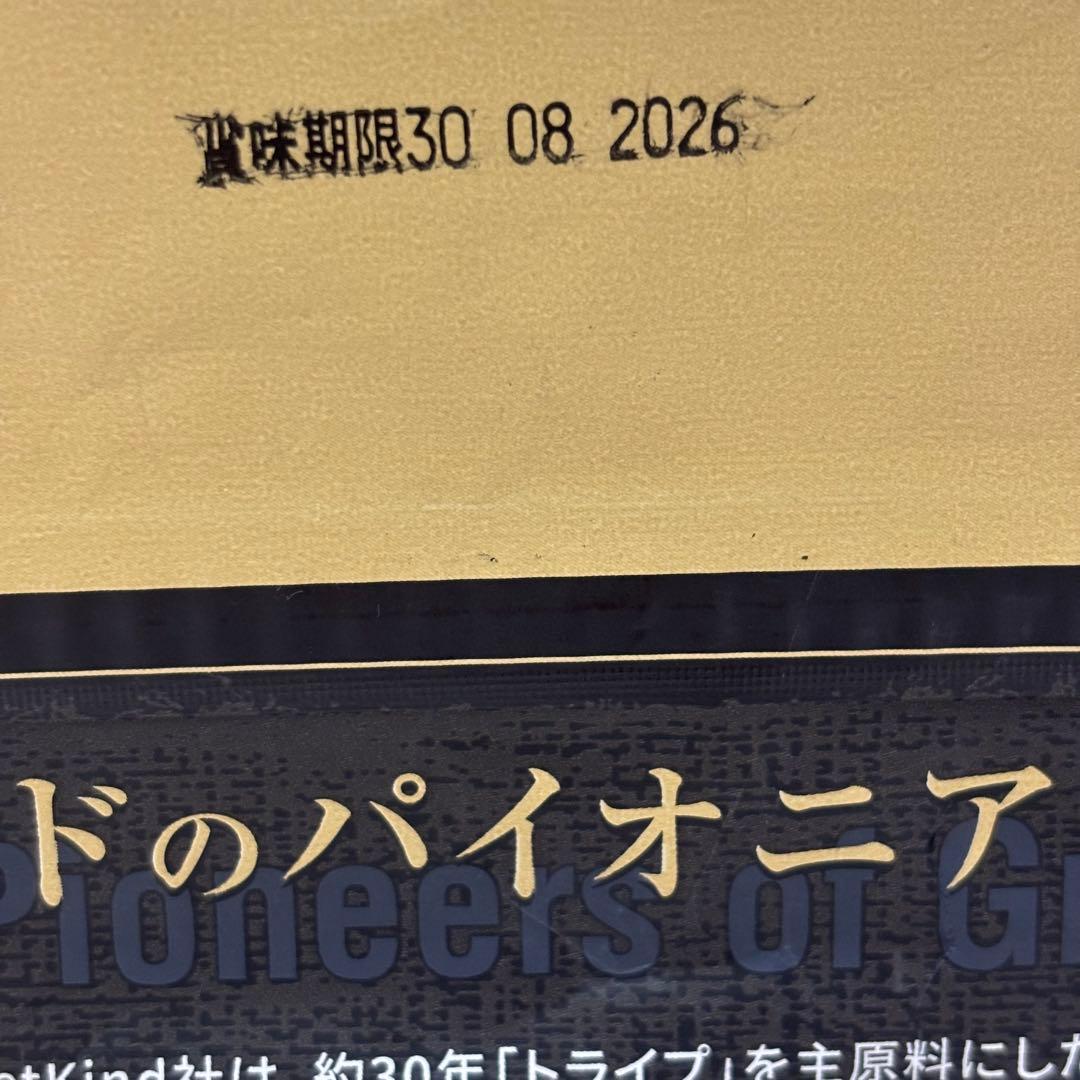 賞味期限30 08 2026
ドのパイオニア
Pioneers of G
etKind社は、約30年「トライプ」を主原料にした